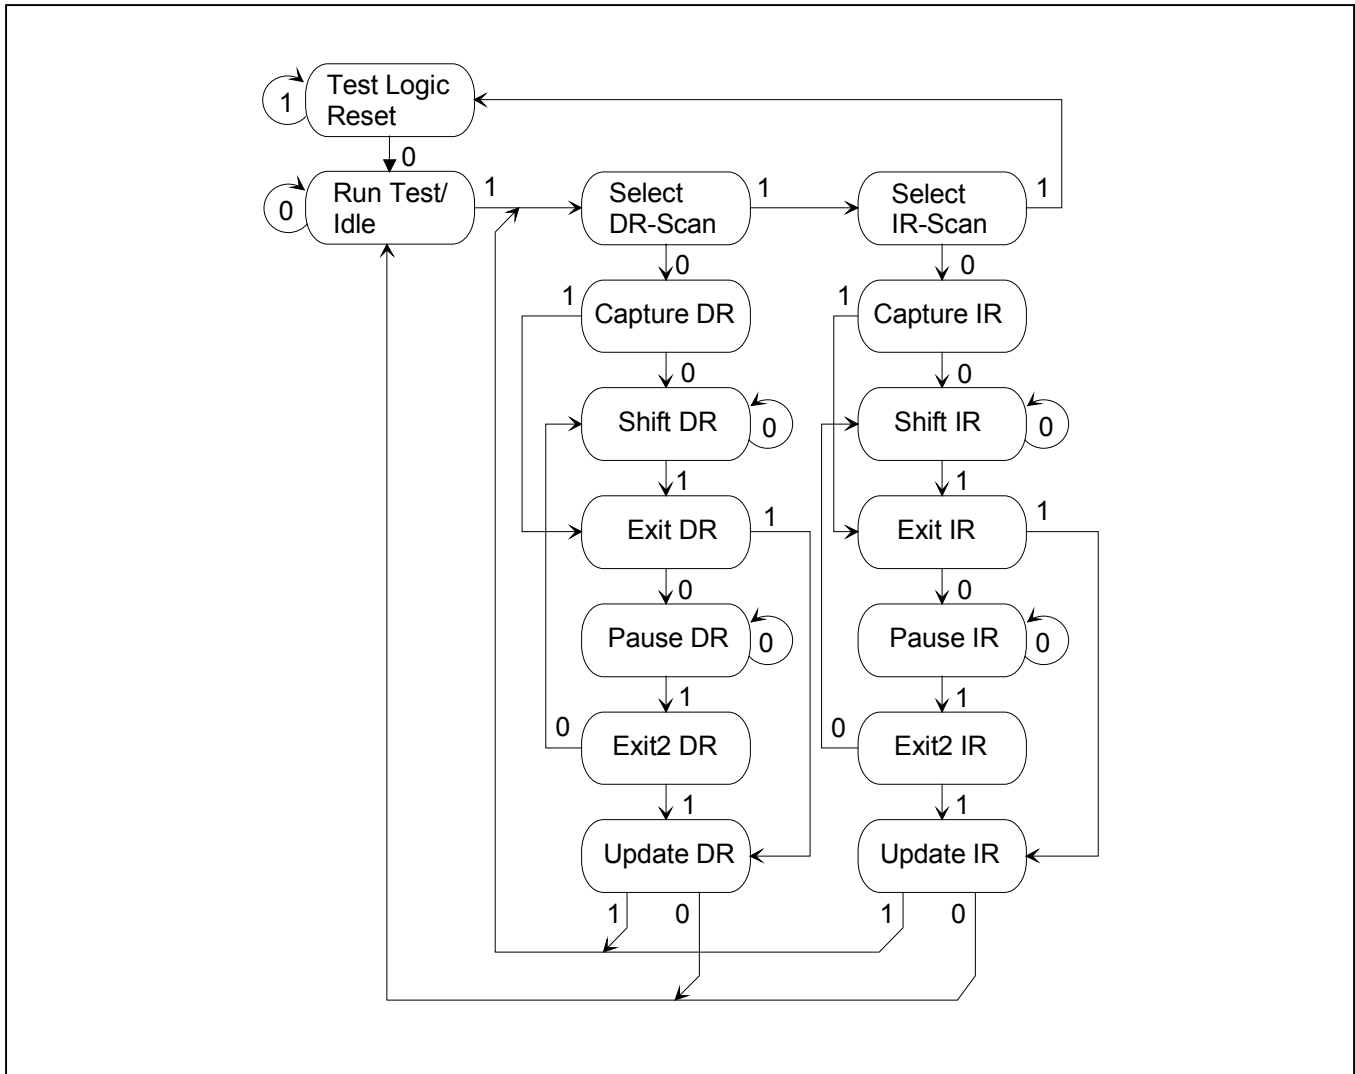 Test Logic
Reset
1
0
Run Test/
Idle
0
1
Select
DR-Scan
1
Select
IR-Scan
1
0
0
1
Capture DR
1
Capture IR
0
0
Shift DR
0
Shift IR
0
1
1
Exit DR
1
Exit IR
1
0
0
Pause DR
0
Pause IR
0
1
1
0
Exit2 DR
0
Exit2 IR
1
1
Update DR
Update IR
1
0
1
0